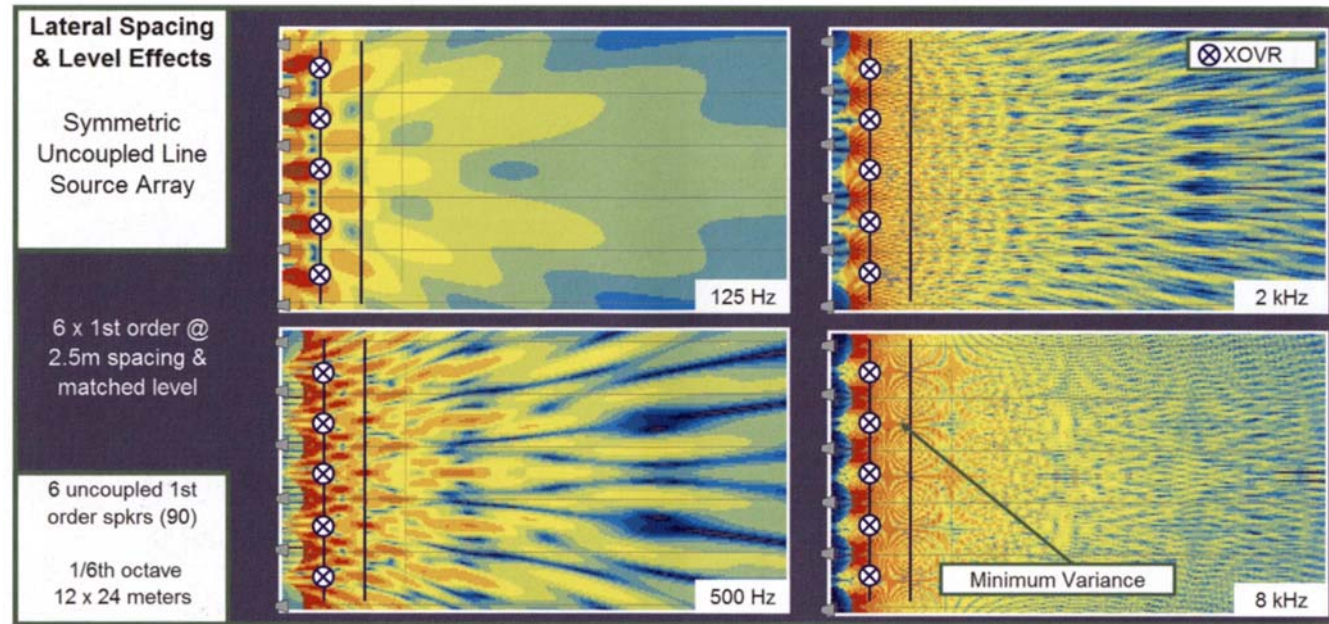 Lateral Spacing
& Level Effects
Symmetric
Uncoupled Line
Source Array
6 x 1st order @
2.5m spacing &
matched level
6 uncoupled 1st
order spkrs (90)
1/6th octave
12 x 24 meters
125 Hz
XOVR
2 kHz
500 Hz
Minimum Variance
8 kHz